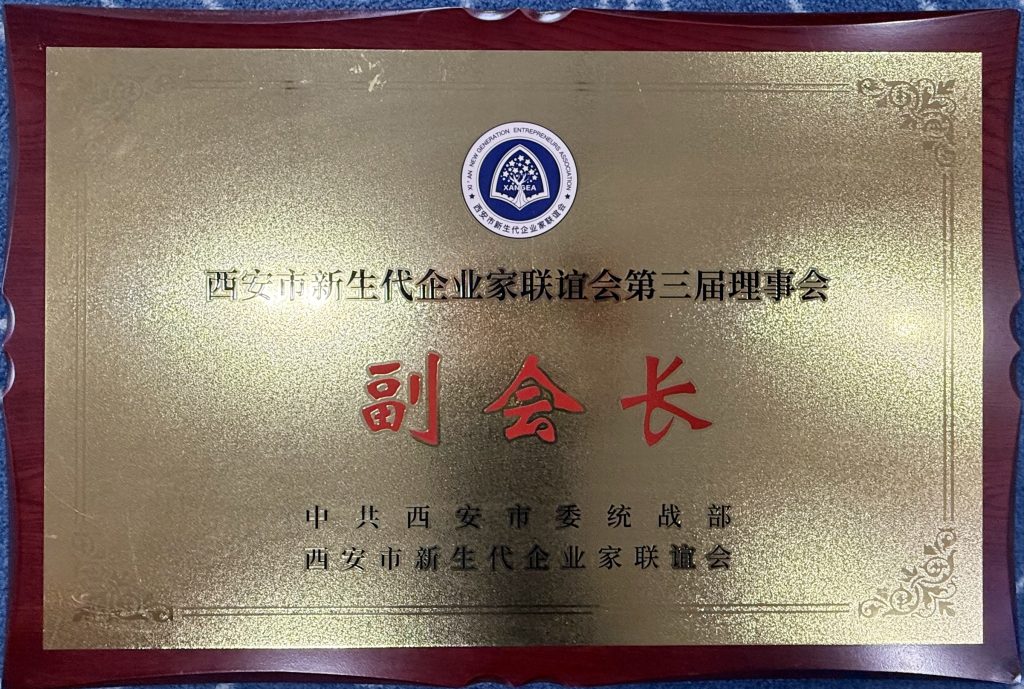 XI'AN NEW GENERATION ENTREPRENEURS ASSOCIATION
XANGEA
西安市新生代企业家联谊会
西安市新生代企业家联谊会第三届理事会
副会长
中共西安市委统战部
西安市新生代企业家联谊会